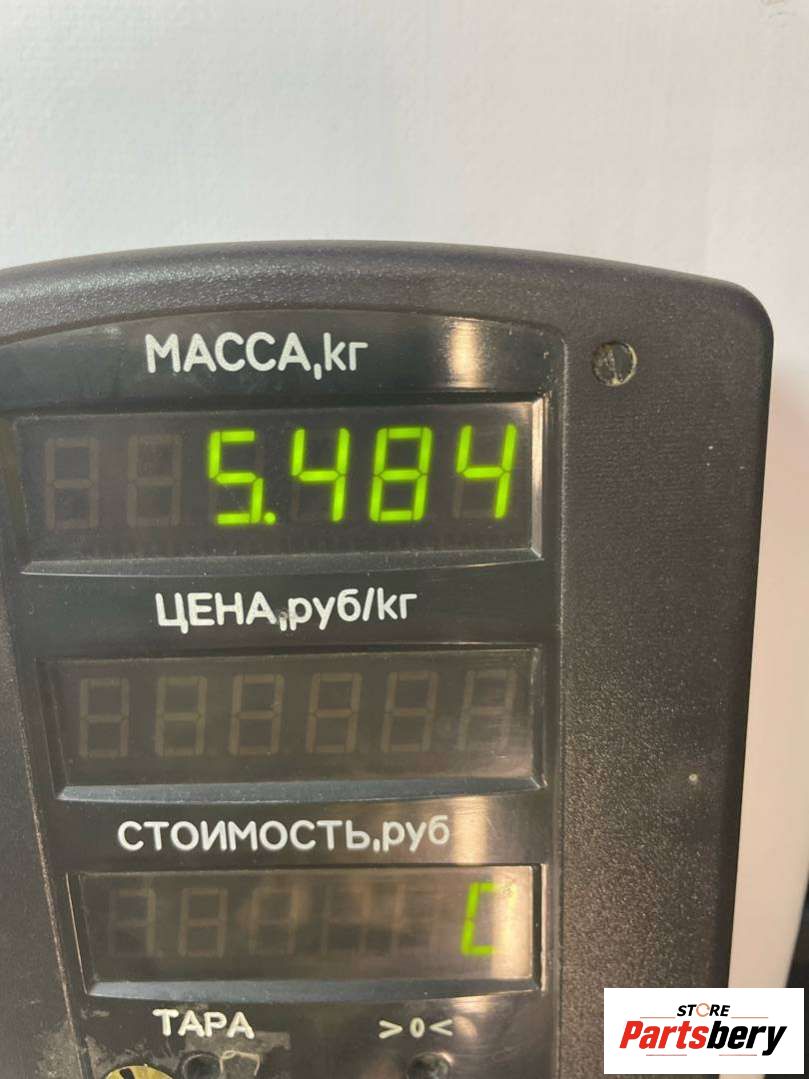 МАССА,кг
5.484
ЦЕНА,руб/кг
СТОИМОСТЬ,руб
C
ТАРА >0<
STORE
Partsbery